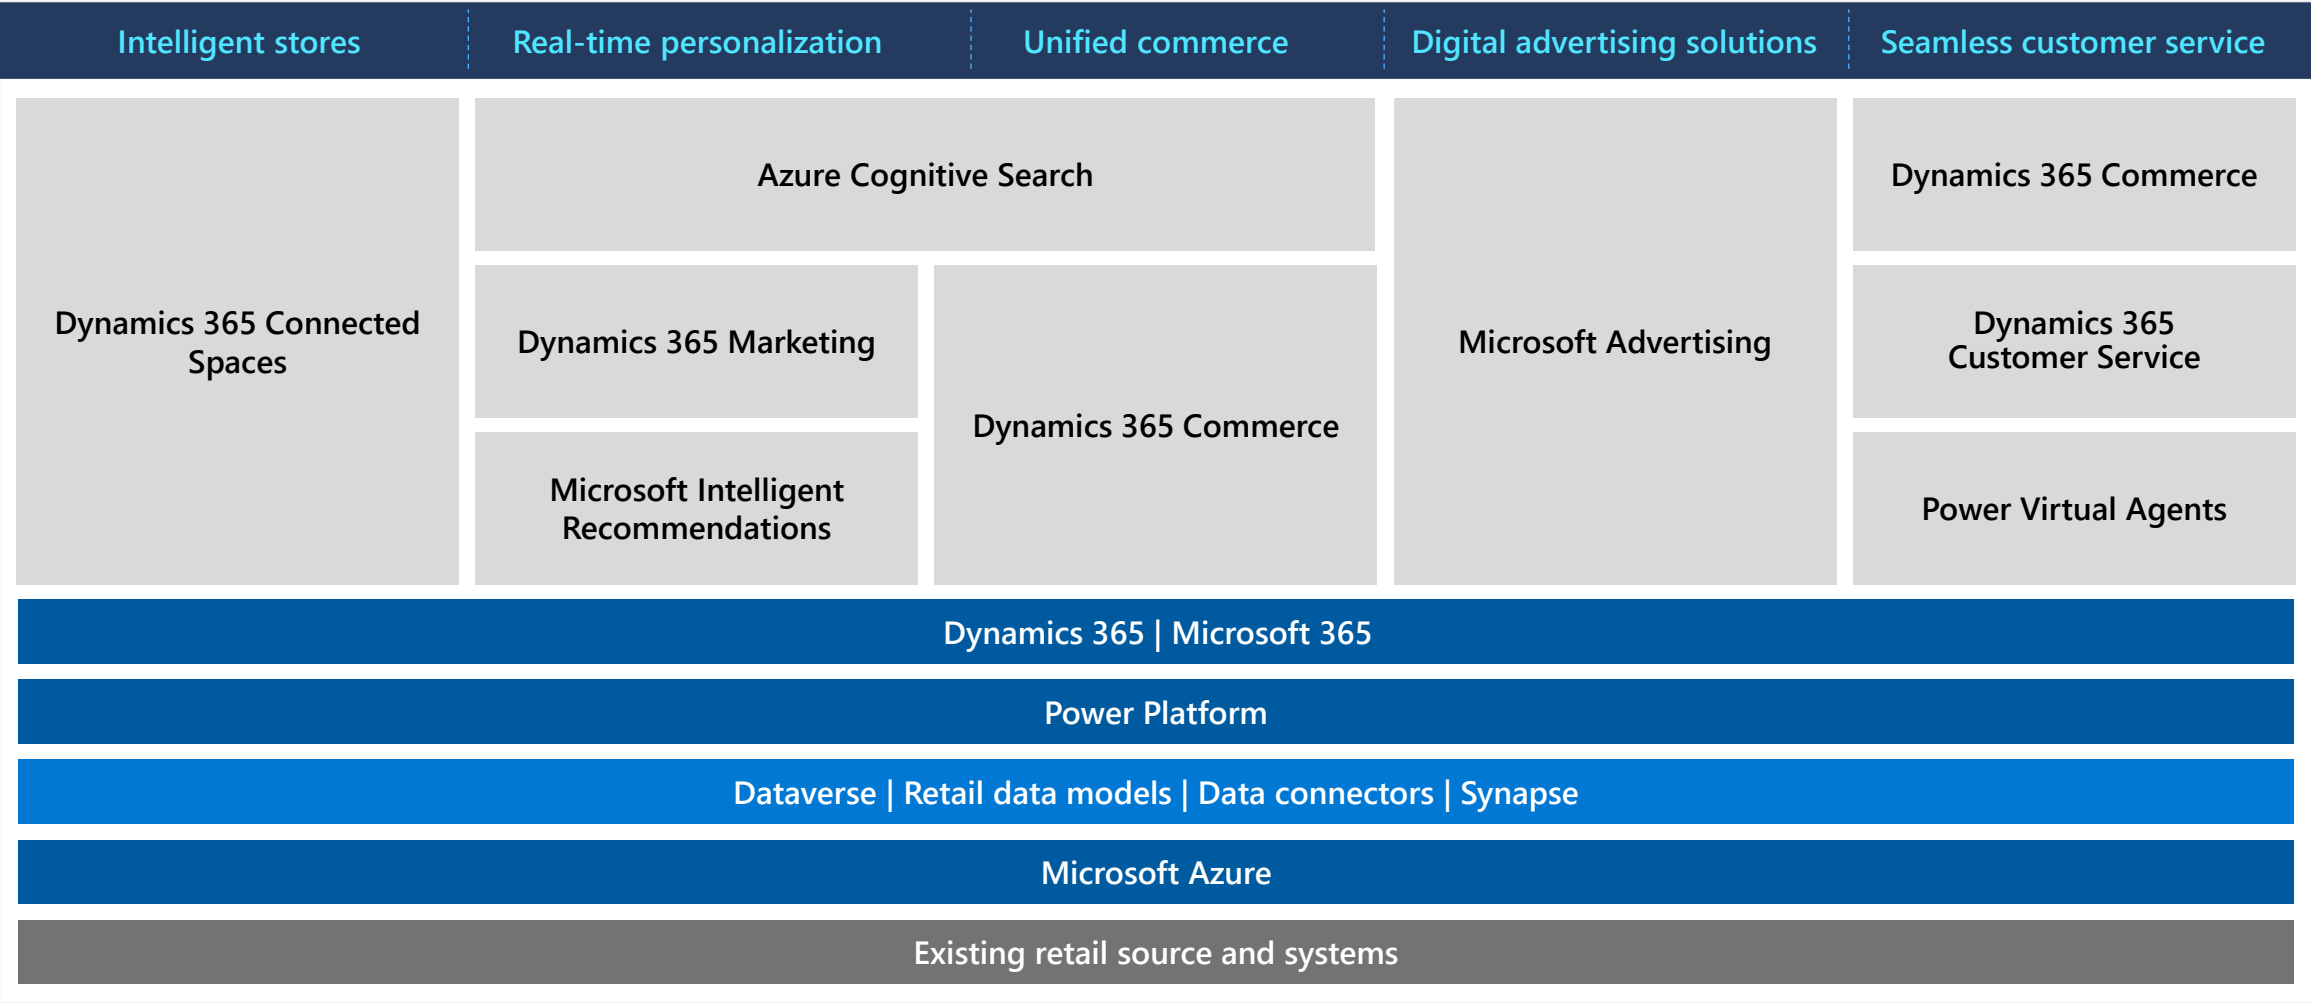 Intelligent stores
Real-time personalization
Unified commerce
Digital advertising solutions
Seamless customer service
Azure Cognitive Search
Dynamics 365 Commerce
Dynamics 365 Connected
Spaces
Dynamics 365 Marketing
Microsoft Intelligent
Recommendations
Dynamics 365 Commerce
Microsoft Advertising
Dynamics 365
Customer Service
Power Virtual Agents
Dynamics 365 | Microsoft 365
Power Platform
Dataverse | Retail data models | Data connectors | Synapse
Microsoft Azure
Existing retail source and systems